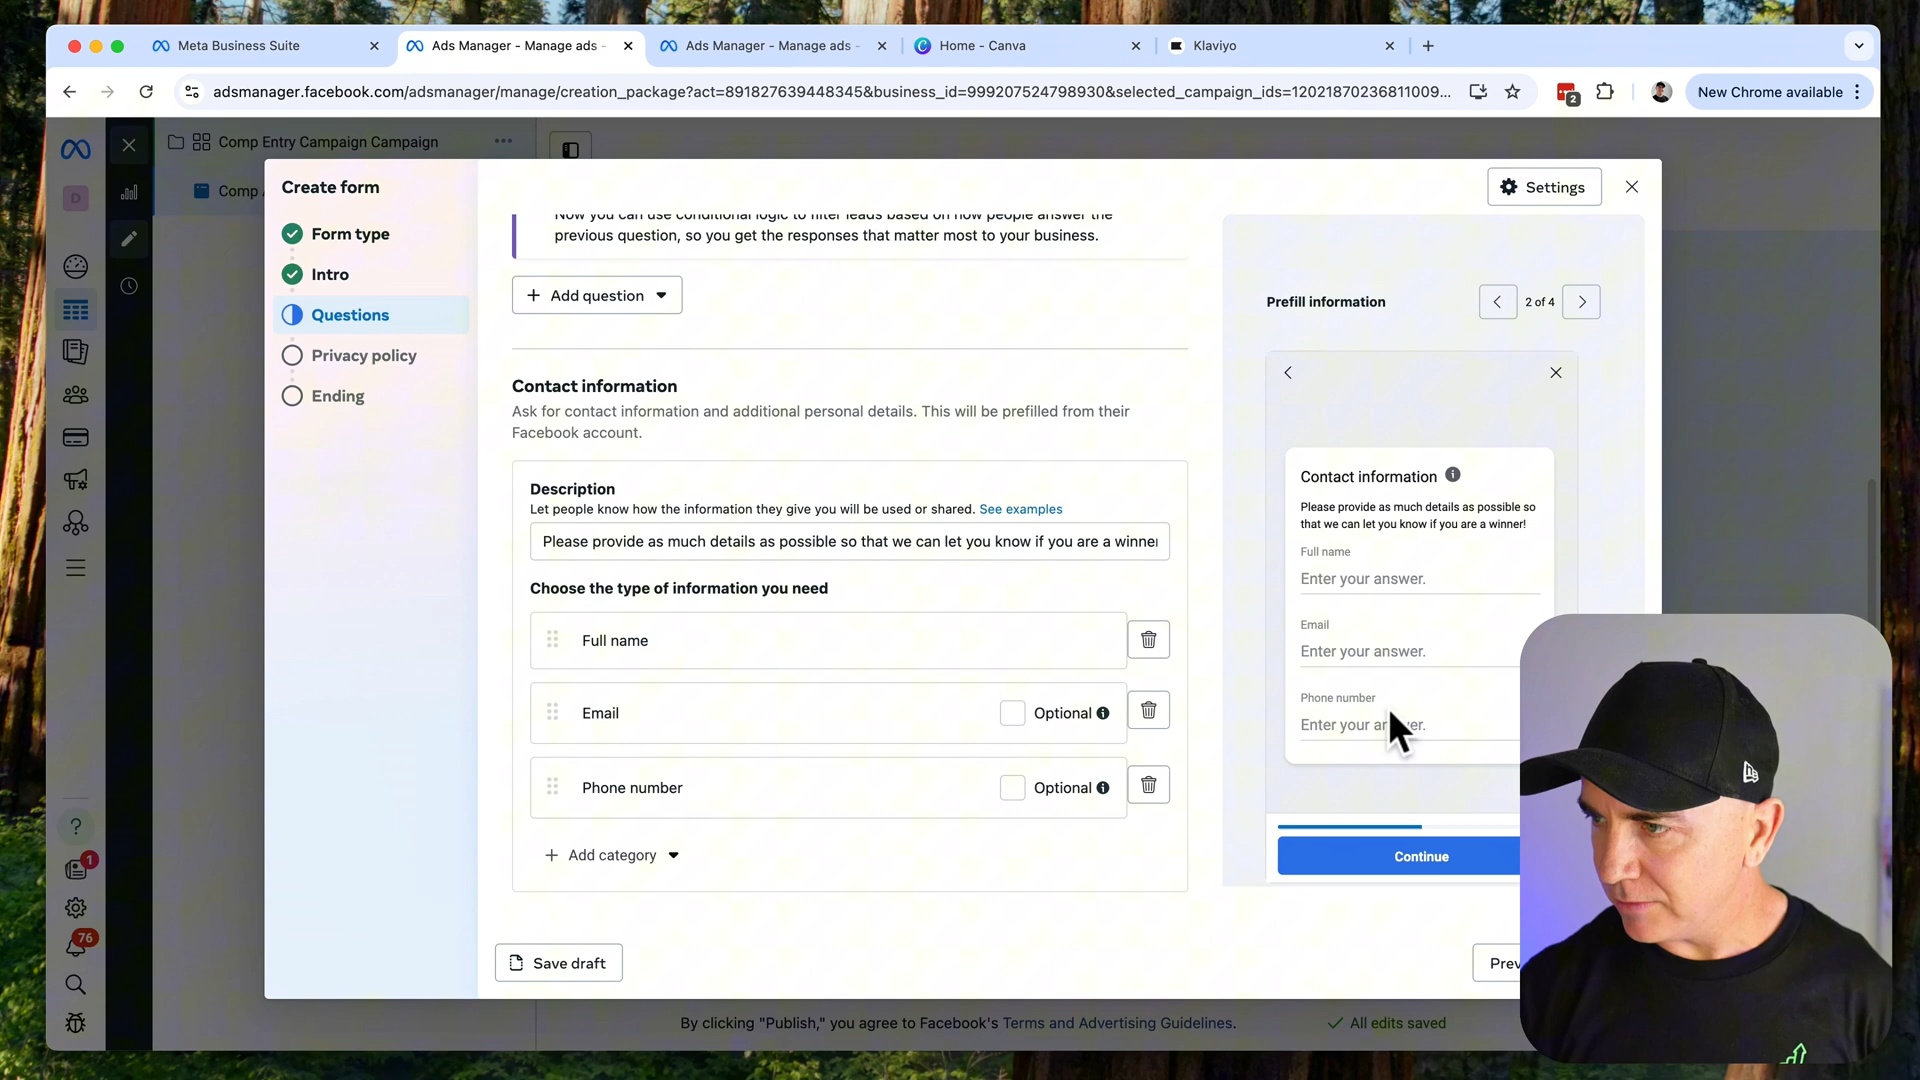 Meta Business Suite
Ads Manager - Manage ads -
Ads Manager - Manage ads -
Home - Canva
Klaviyo
adsmanager.facebook.com/adsmanager/manage/creation_package?act=891827639448345&business_id=999207524798930&selected_campaign_ids=12021870236811009...
2
New Chrome available
Comp Entry Campaign Campaign
Comp
Create form
Settings
Form type
Intro
Questions
Privacy policy
Ending
Now you can use conditional logic to filter leads based on how people answer the
previous question, so you get the responses that matter most to your business.
Add question
Contact information
Ask for contact information and additional personal details. This will be prefilled from their
Facebook account.
Description
Let people know how the information they give you will be used or shared. See examples
Please provide as much details as possible so that we can let you know if you are a winner
Choose the type of information you need
Full name
Email
Optional
Phone number
Optional
Add category
Save draft
Prefill information
2 of 4
Contact information
Please provide as much details as possible so
that we can let you know if you are a winner!
Full name
Enter your answer.
Email
Enter your answer.
Phone number
Enter your answer.
Continue
Prev
1
76
By clicking "Publish," you agree to Facebook's Terms and Advertising Guidelines.
All edits saved